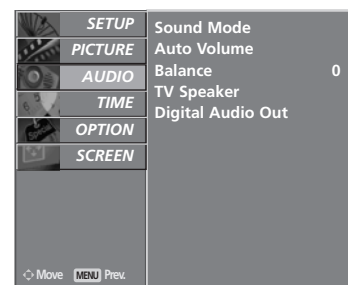 SETUP
PICTURE
AUDIO
TIME
OPTION
SCREEN
Sound Mode
Auto Volume
Balance 0
TV Speaker
Digital Audio Out
Move MENU Prev.